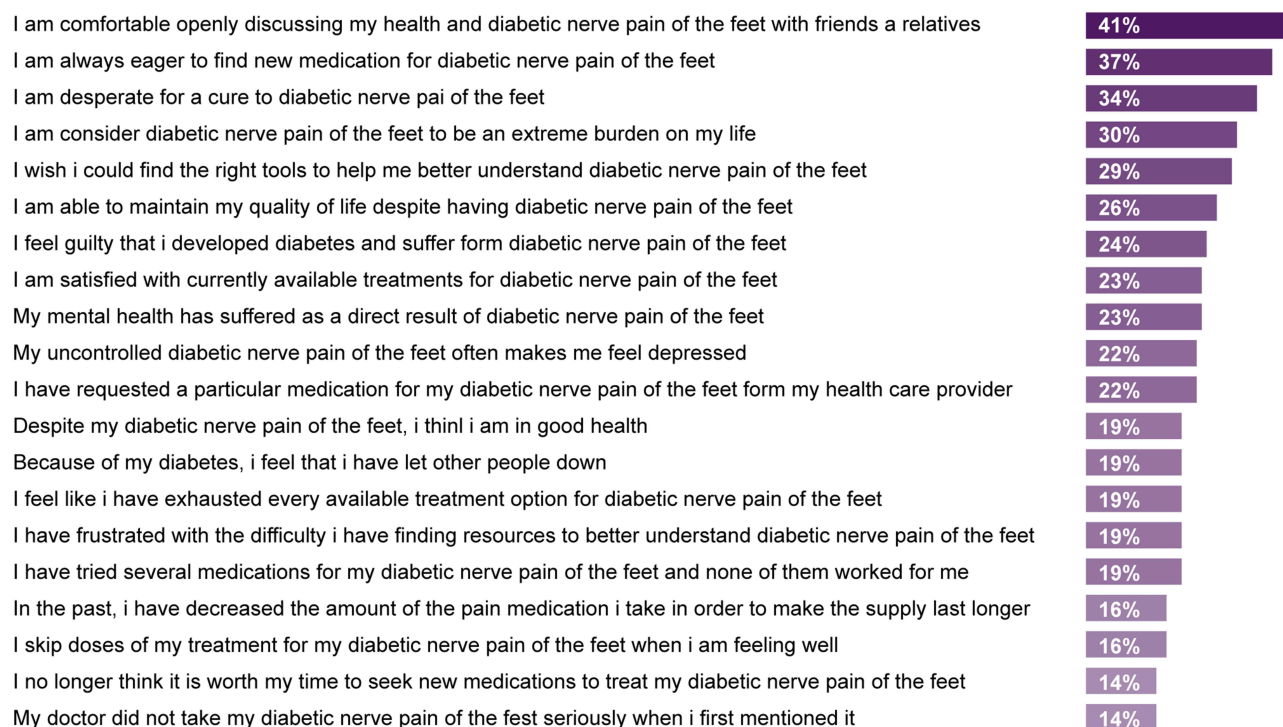 I am comfortable openly discussing my health and diabetic nerve pain of the feet with friends a relatives 41%
I am always eager to find new medication for diabetic nerve pain of the feet 37%
I am desperate for a cure to diabetic nerve pai of the feet 34%
I am consider diabetic nerve pain of the feet to be an extreme burden on my life 30%
I wish i could find the right tools to help me better understand diabetic nerve pain of the feet 29%
I am able to maintain my quality of life despite having diabetic nerve pain of the feet 26%
I feel guilty that i developed diabetes and suffer form diabetic nerve pain of the feet 24%
I am satisfied with currently available treatments for diabetic nerve pain of the feet 23%
My mental health has suffered as a direct result of diabetic nerve pain of the feet 23%
My uncontrolled diabetic nerve pain of the feet often makes me feel depressed 22%
I have requested a particular medication for my diabetic nerve pain of the feet form my health care provider 22%
Despite my diabetic nerve pain of the feet, i thinl i am in good health 19%
Because of my diabetes, i feel that i have let other people down 19%
I feel like i have exhausted every available treatment option for diabetic nerve pain of the feet 19%
I have frustrated with the difficulty i have finding resources to better understand diabetic nerve pain of the feet 19%
I have tried several medications for my diabetic nerve pain of the feet and none of them worked for me 19%
In the past, i have decreased the amount of the pain medication i take in order to make the supply last longer 16%
I skip doses of my treatment for my diabetic nerve pain of the feet when i am feeling well 16%
I no longer think it is worth my time to seek new medications to treat my diabetic nerve pain of the feet 14%
My doctor did not take my diabetic nerve pain of the fest seriously when i first mentioned it 14%